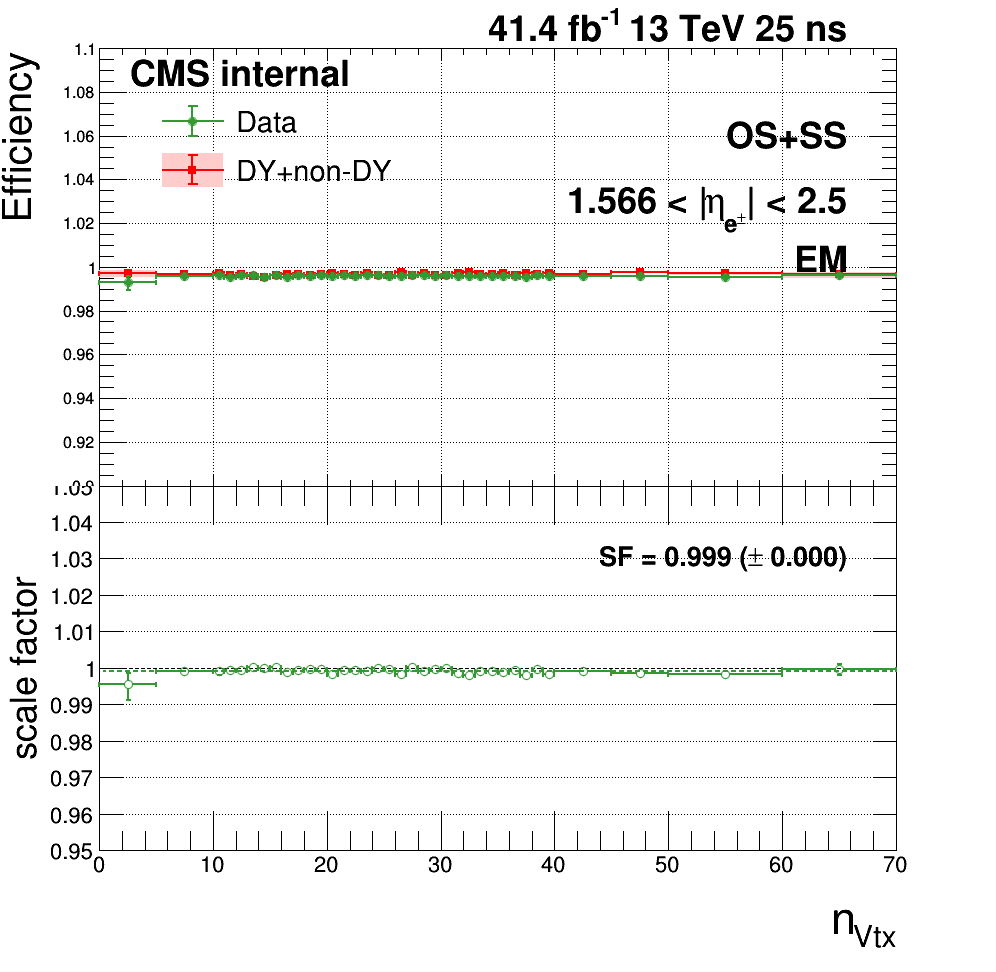 41.4 fb-1 13 TeV 25 ns
Efficiency
1.1
1.08
1.06
1.04
1.02
1
0.98
0.96
0.94
0.92
CMS internal
Data
DY+non-DY
OS+SS
1.566 < |ηe±| < 2.5
EM
scale factor
1.05
1.04
1.03
1.02
1.01
1
0.99
0.98
0.97
0.96
0.95
SF = 0.999 (± 0.000)
0 10 20 30 40 50 60 70
nVtx